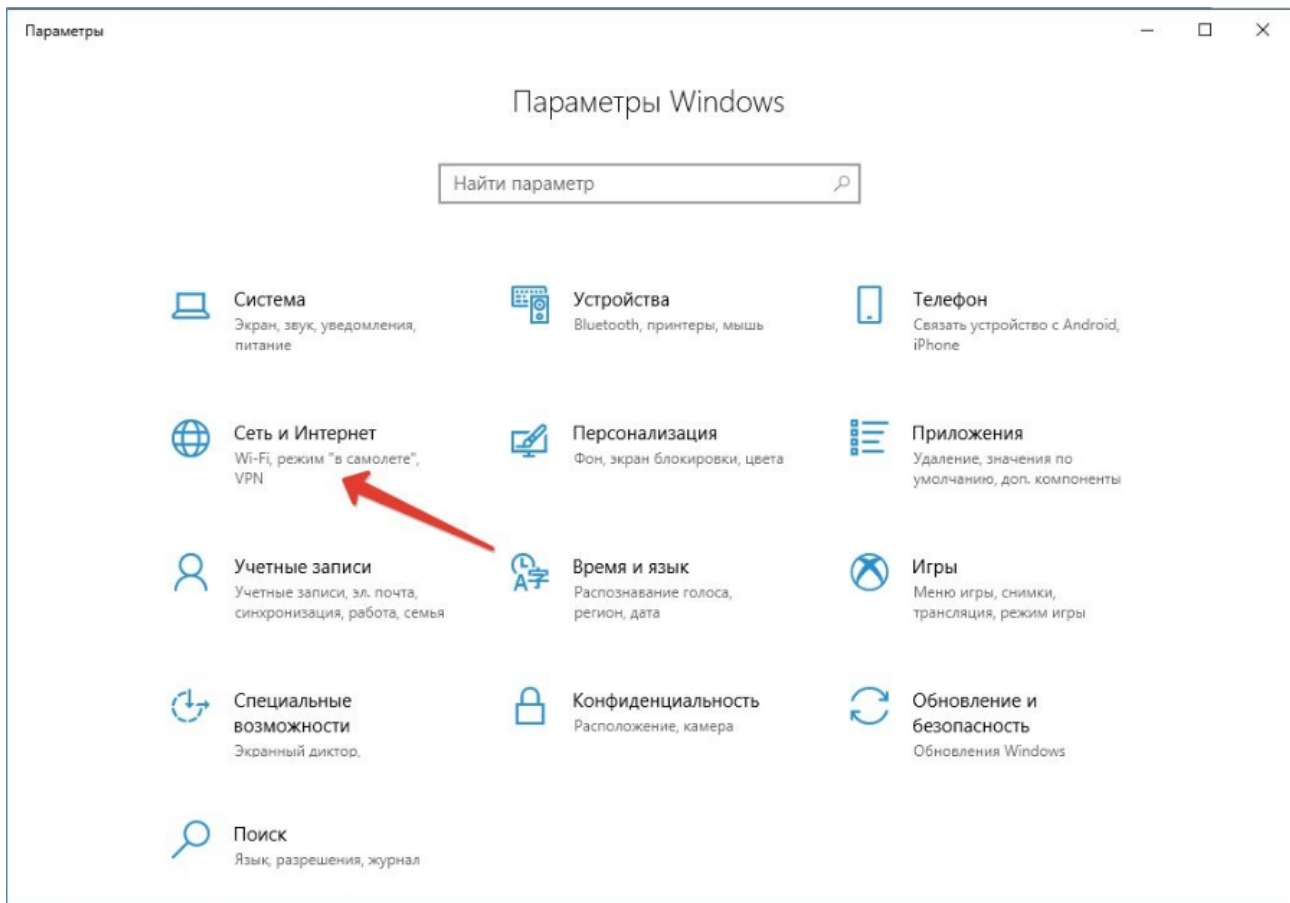 Параметры
Параметры Windows
Найти параметр
Система
Экран, звук, уведомления,
питание
Устройства
Bluetooth, принтеры, мышь
Телефон
Связать устройство с Android,
iPhone
Сеть и Интернет
Wi-Fi, режим "в самолете",
VPN
Персонализация
Фон, экран блокировки, цвета
Приложения
Удаление, значения по
умолчанию, доп. компоненты
Учетные записи
Учетные записи, эл. почта,
синхронизация, работа, семья
Время и язык
Распознавание голоса,
регион, дата
Игры
Меню игры, снимки,
трансляция, режим игры
Специальные
возможности
Экранный диктор,
Конфиденциальность
Расположение, камера
Обновление и
безопасность
Обновления Windows
Поиск
Язык, разрешения, журнал